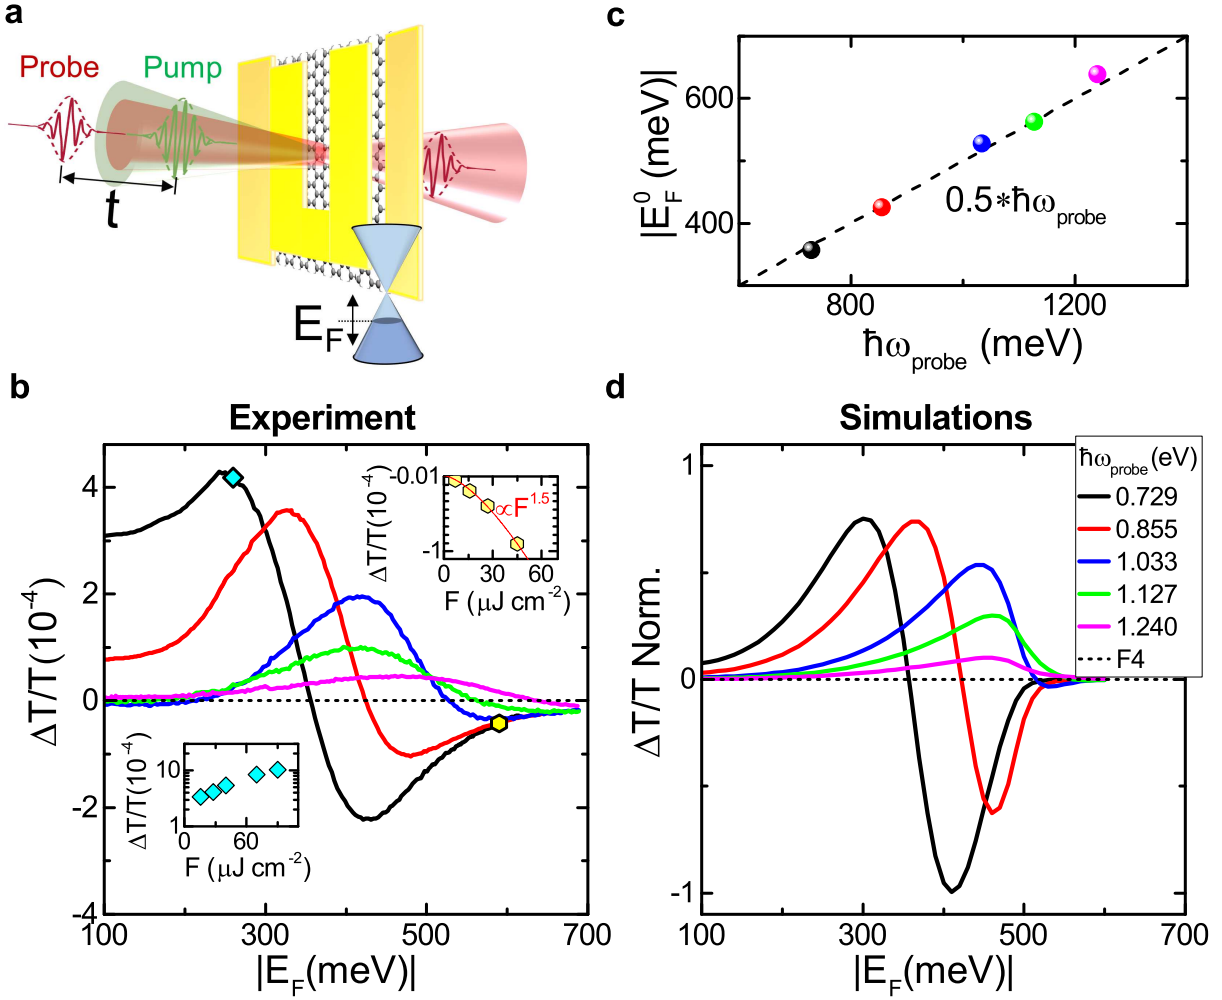 a
Probe
Pump
t
E_F
c
|E_F^0 (meV)|
600
400
0.5*ħω_probe
800
1200
ħω_probe (meV)
b
Experiment
ΔT/T(10^-4)
4
2
0
-2
-4
100
300
500
700
|E_F(meV)|
ΔT/T(10^-4)
-0.01
-1
∝F^1.5
0
30
60
F (μJ cm^-2)
ΔT/T(10^-4)
10
1
0
60
F (μJ cm^-2)
d
Simulations
ΔT/T Norm.
1
0
-1
100
300
500
700
|E_F(meV)|
ħω_probe(eV)
0.729
0.855
1.033
1.127
1.240
F4